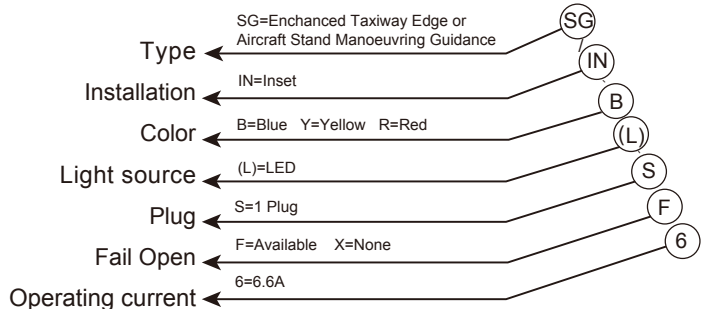 SG=Enchanced Taxiway Edge or
Aircraft Stand Manoeuvring Guidance
SG
Type
IN=Inset
IN
Installation
B=Blue Y=Yellow R=Red
B
Color
(L)=LED
(L)
Light source
S=1 Plug
S
Plug
F=Available X=None
F
Fail Open
6=6.6A
6
Operating current